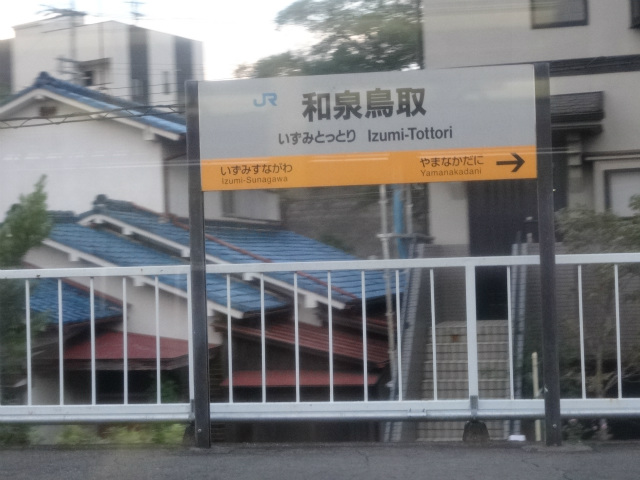 JR 和泉鳥取
いずみとっとり Izumi-Tottori
いずみすながわ やまなかだに
Izumi-Sunagawa Yamanakadani